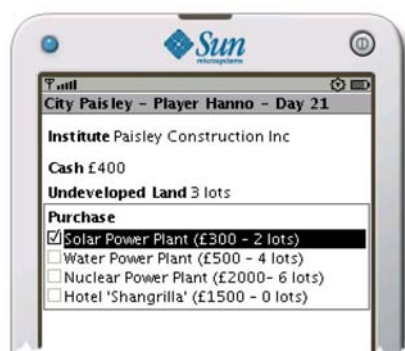 Sun
microsystems
City Paisley - Player Hanno - Day 21
Institute Paisley Construction Inc
Cash £400
Undeveloped Land 3 lots
Purchase
Solar Power Plant (£300 - 2 lots)
Water Power Plant (£500 - 4 lots)
Nuclear Power Plant (£2000- 6 lots)
Hotel 'Shangrilla' (£1500 - 0 lots)